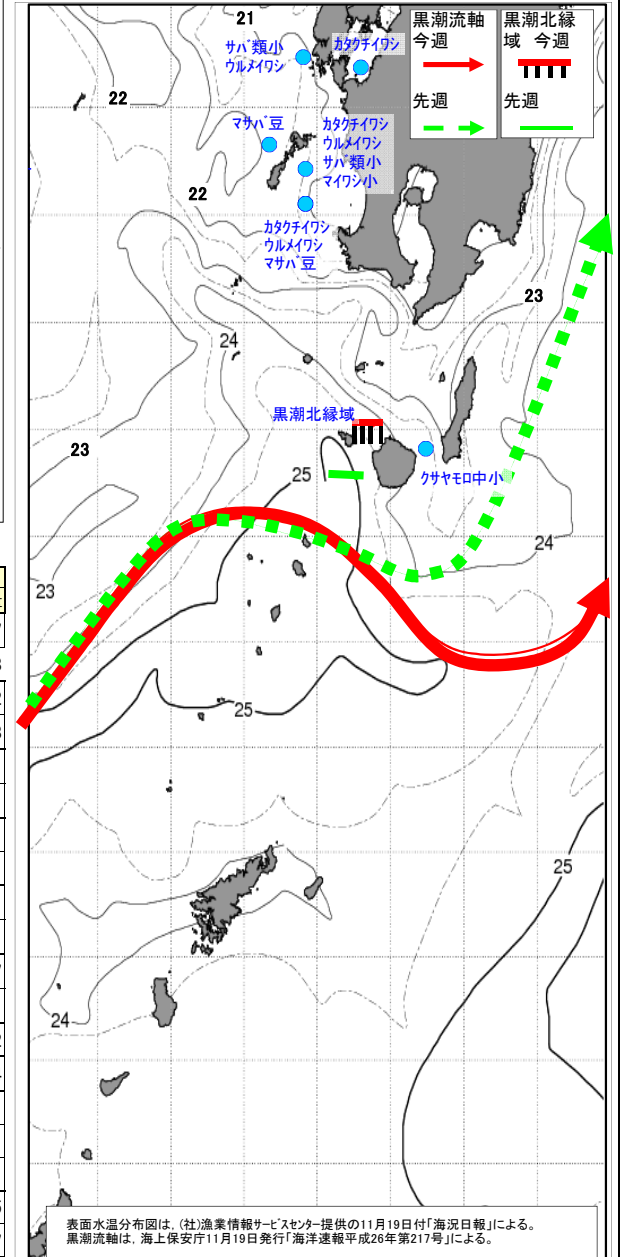 21
サバ類小
ウルメイワシ
カタクチイワシ
黒潮流軸
今週
先週
黒潮北縁
域 今週
先週
22
マサバ豆
カタクチイワシ
ウルメイワシ
サバ類小
マイワシ小
22
カタクチイワシ
ウルメイワシ
マサバ豆
23
24
黒潮北縁域
23
25
クサヤモロ中小
24
23
25
25
24
表面水温分布図は、(社)漁業情報サービスセンター提供の11月19日付「海況日報」による。
黒潮流軸は、海上保安庁11月19日発行「海洋速報平成26年第217号」による。